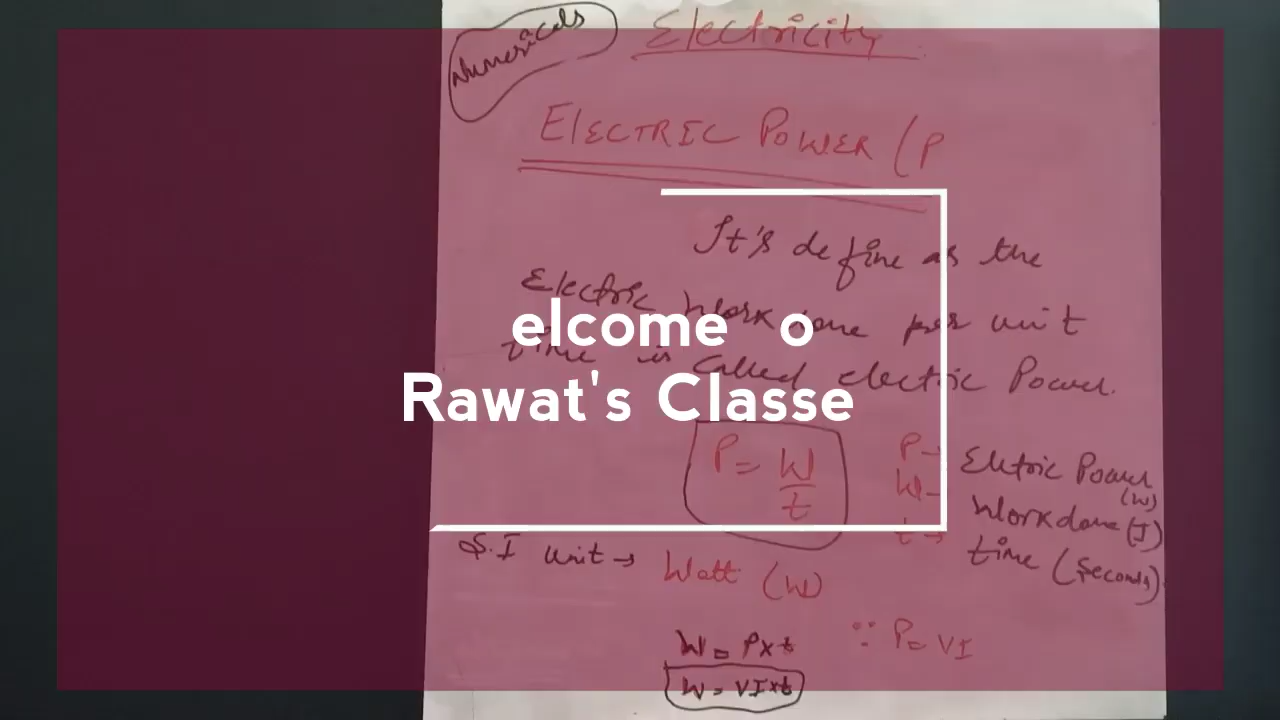 Numericals
Electricity
ELECTRIC POWER (P
It's define as the
Electric Work done per unit
elcome o
time is called electric Power.
Rawat's Classe
P = W/t
P → Eletric Power (W)
W → Workdone (J)
t → time (Seconds)
S.I unit → Watt (W)
W = P x t ∵ P = VI
W = VI x t